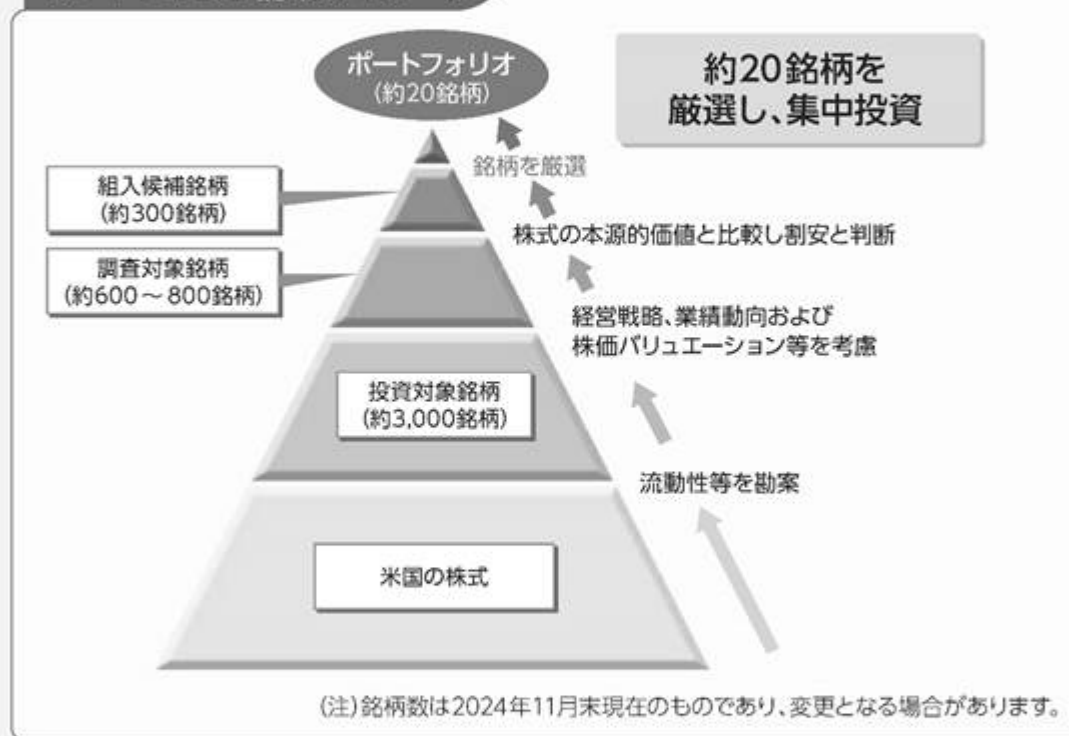 ポートフォリオ
(約20銘柄)
約20銘柄を
厳選し、集中投資
銘柄を厳選
組入候補銘柄
(約300銘柄)
株式の本源的価値と比較し割安と判断
調査対象銘柄
(約600～800銘柄)
経営戦略、業績動向および
株価バリュエーション等を考慮
投資対象銘柄
(約3,000銘柄)
流動性等を勘案
米国の株式
(注)銘柄数は2024年11月末現在のものであり、変更となる場合があります。